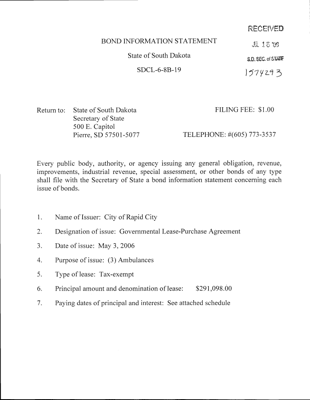 RECEIVED
BOND INFORMATION STATEMENT
State of South Dakota
S.D. SEC. of STATE
SDCL-6-8B-19
1574293
Return to: State of South Dakota FILING FEE: $1.00
Secretary of State
500 E. Capitol
Pierre, SD 57501-5077 TELEPHONE: #(605) 773-3537
Every public body, authority, or agency issuing any general obligation, revenue,
improvements, industrial revenue, special assessment, or other bonds of any type
shall file with the Secretary of State a bond information statement concerning each
issue of bonds.
1. Name of Issuer: City of Rapid City
2. Designation of issue: Governmental Lease-Purchase Agreement
3. Date of issue: May 3, 2006
4. Purpose of issue: (3) Ambulances
5. Type of lease: Tax-exempt
6. Principal amount and denomination of lease: $291,098.00
7. Paying dates of principal and interest: See attached schedule